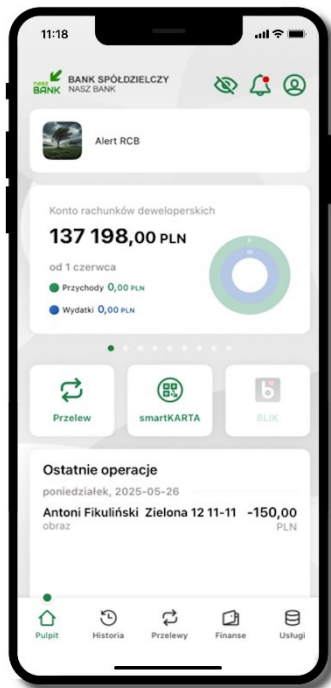 11:18
NASZ BANK
BANK SPÓŁDZIELCZY
NASZ BANK
Alert RCB
Konto rachunków deweloperskich
137 198,00 PLN
od 1 czerwca
Przychody 0,00 PLN
Wydatki 0,00 PLN
P
W
Przelew
smartKARTA
BLIK
Ostatnie operacje
poniedziałek, 2025-05-26
Antoni Fikuliński Zielona 12 11-11 -150,00
obraz PLN
Pulpit Historia Przelewy Finanse Usługi